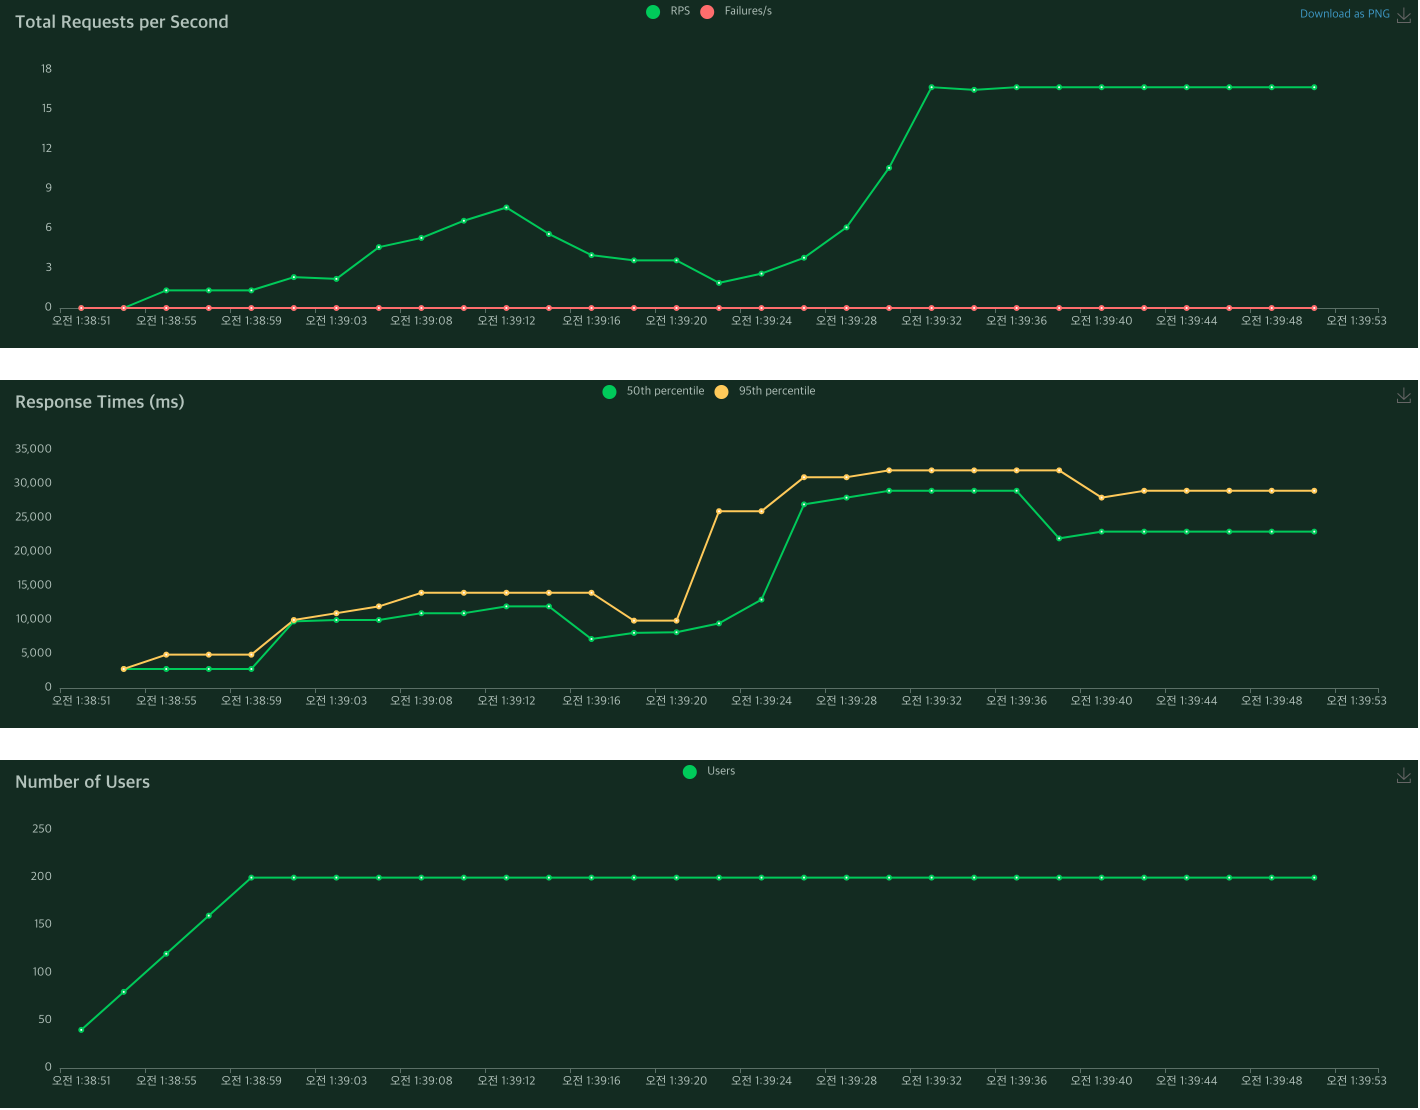 Total Requests per Second
RPS Failures/s
Download as PNG
18
15
12
9
6
3
0
오전 1:38:51 오전 1:38:55 오전 1:38:59 오전 1:39:03 오전 1:39:08 오전 1:39:12 오전 1:39:16 오전 1:39:20 오전 1:39:24 오전 1:39:28 오전 1:39:32 오전 1:39:36 오전 1:39:40 오전 1:39:44 오전 1:39:48 오전 1:39:53
Response Times (ms)
50th percentile 95th percentile
35,000
30,000
25,000
20,000
15,000
10,000
5,000
0
오전 1:38:51 오전 1:38:55 오전 1:38:59 오전 1:39:03 오전 1:39:08 오전 1:39:12 오전 1:39:16 오전 1:39:20 오전 1:39:24 오전 1:39:28 오전 1:39:32 오전 1:39:36 오전 1:39:40 오전 1:39:44 오전 1:39:48 오전 1:39:53
Number of Users
Users
250
200
150
100
50
0
오전 1:38:51 오전 1:38:55 오전 1:38:59 오전 1:39:03 오전 1:39:08 오전 1:39:12 오전 1:39:16 오전 1:39:20 오전 1:39:24 오전 1:39:28 오전 1:39:32 오전 1:39:36 오전 1:39:40 오전 1:39:44 오전 1:39:48 오전 1:39:53